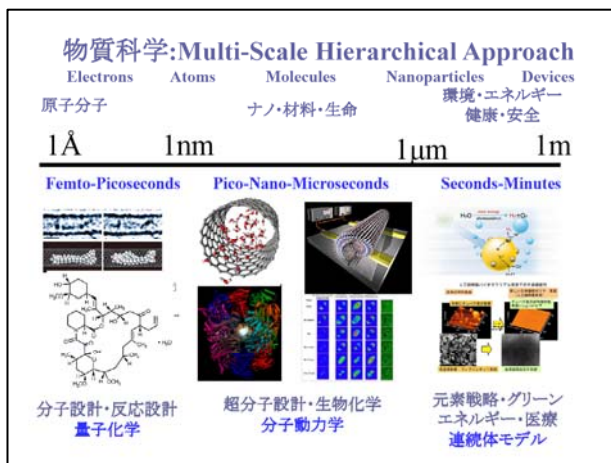 物質科学:Multi-Scale Hierarchical Approach
Electrons Atoms Molecules Nanoparticles Devices
原子分子 ナノ・材料・生命 環境・エネルギー
健康・安全
1Å 1nm 1μm 1m
Femto-Picoseconds Pico-Nano-Microseconds Seconds-Minutes
分子設計・反応設計
量子化学
超分子設計・生物化学
分子動力学
元素戦略・グリーン
エネルギー・医療
連続体モデル